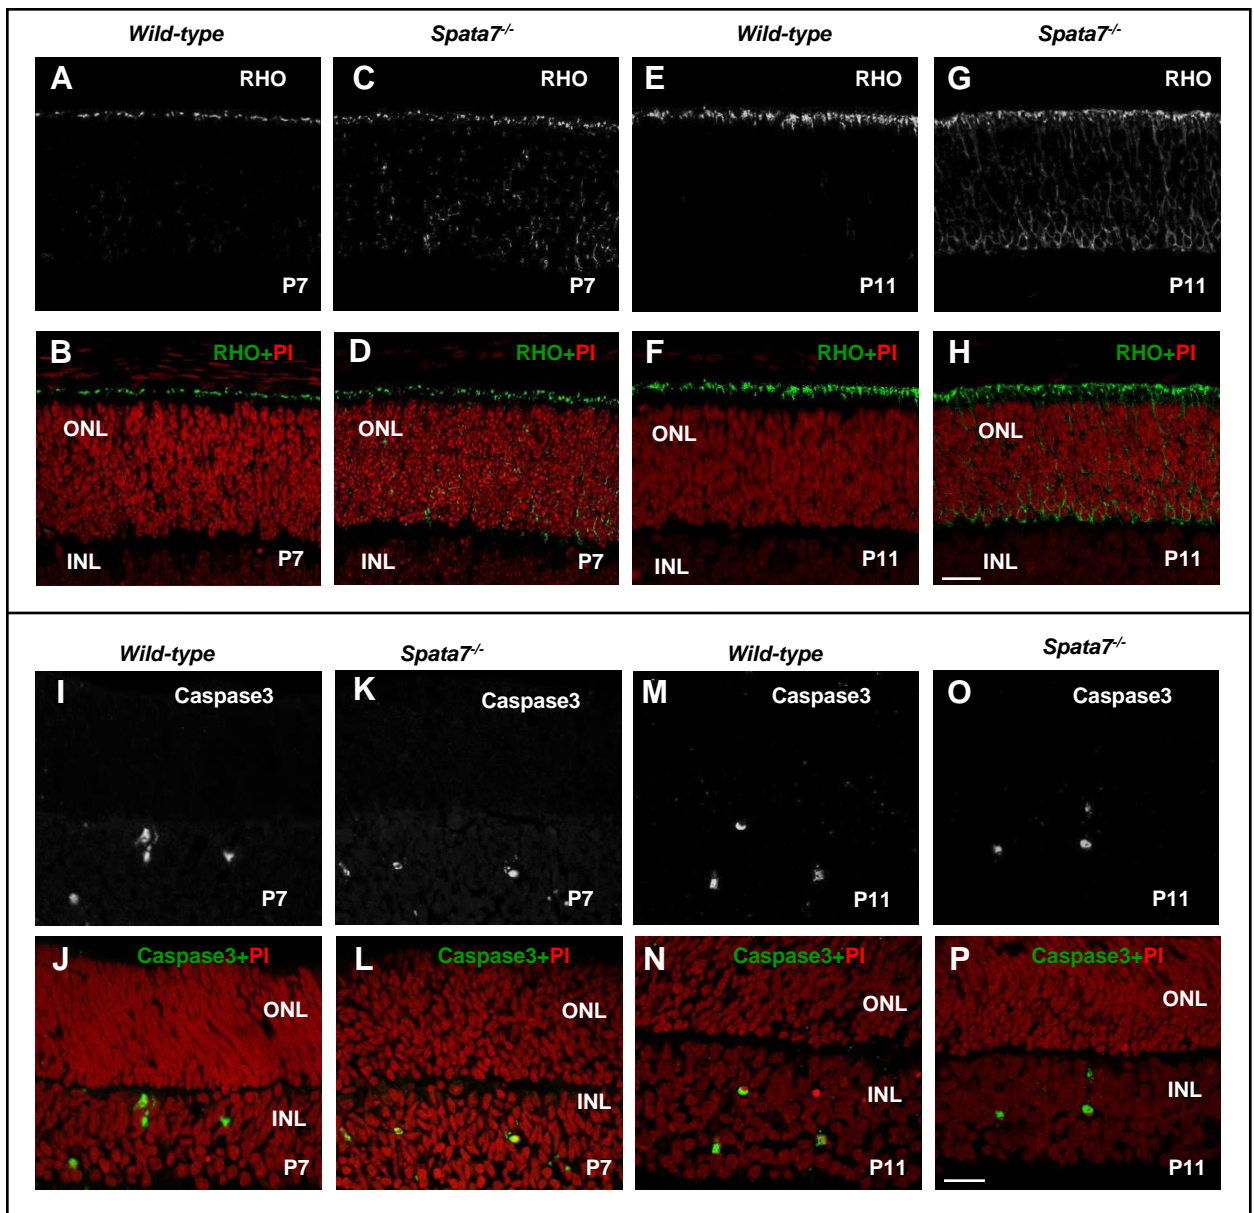 Wild-type Spata7-/- Wild-type Spata7-/-
A RHO P7
C RHO P7
E RHO P11
G RHO P11
B RHO+PI ONL INL P7
D RHO+PI ONL INL P7
F RHO+PI ONL INL P11
H RHO+PI ONL INL P11
Wild-type Spata7-/- Wild-type Spata7-/-
I Caspase3 P7
K Caspase3 P7
M Caspase3 P11
O Caspase3 P11
J Caspase3+PI ONL INL P7
L Caspase3+PI ONL INL P7
N Caspase3+PI ONL INL P11
P Caspase3+PI ONL INL P11